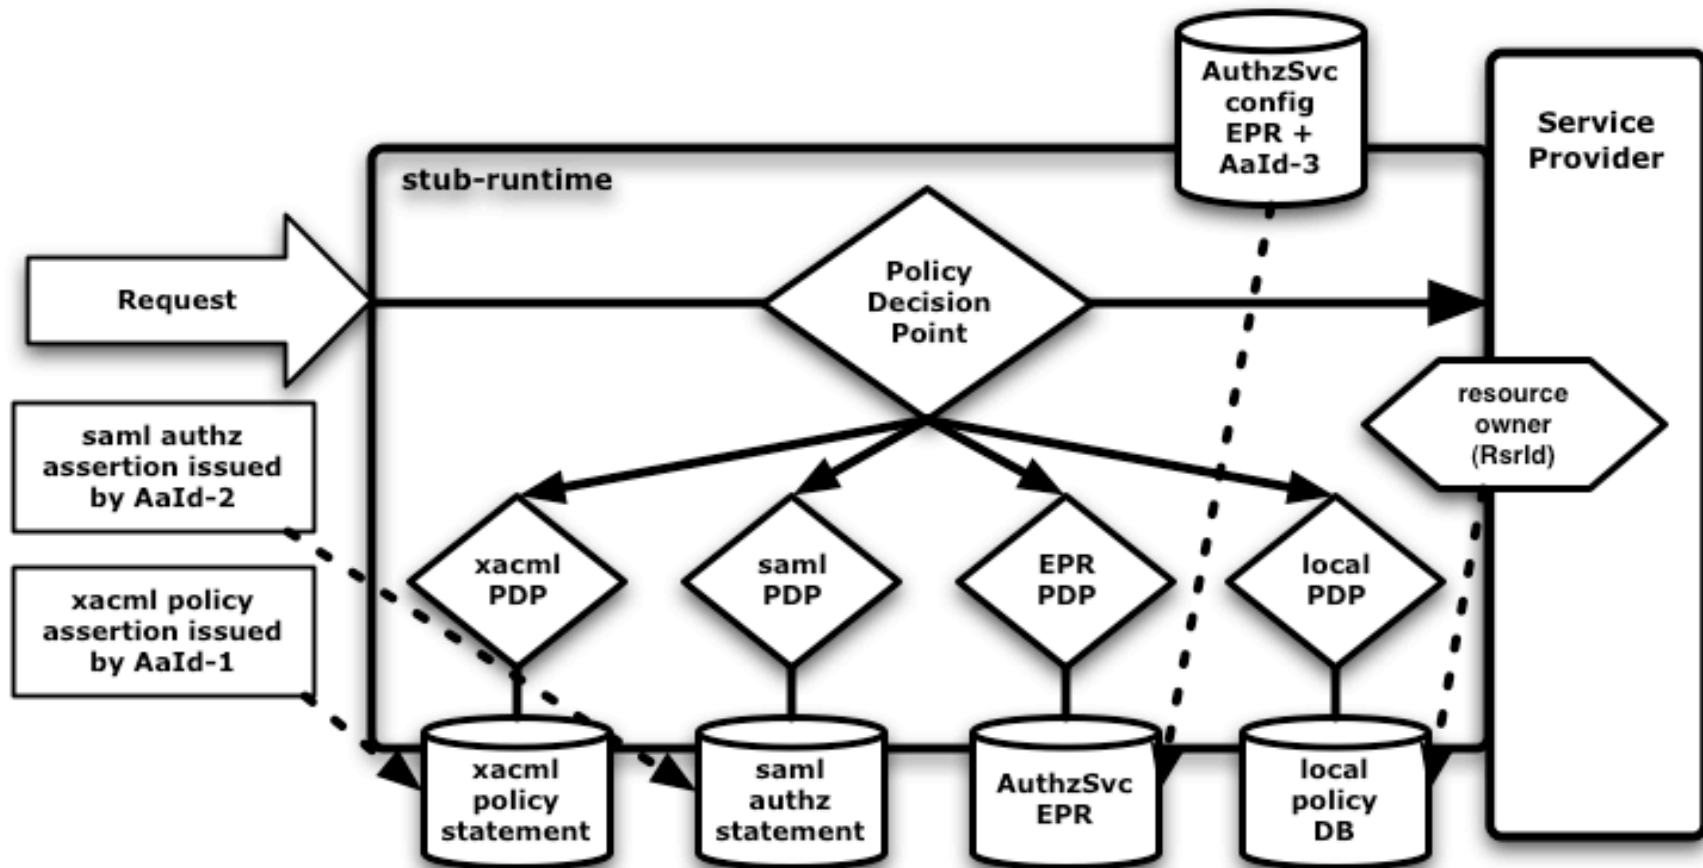 AuthzSvc
config
EPR +
AaId-3
Service
Provider
stub-runtime
Policy
Decision
Point
Request
resource
owner
(RsrId)
saml authz
assertion issued
by AaId-2
xacml policy
assertion issued
by AaId-1
xacml
PDP
saml
PDP
EPR
PDP
local
PDP
xacml
policy
statement
saml
authz
statement
AuthzSvc
EPR
local
policy
DB